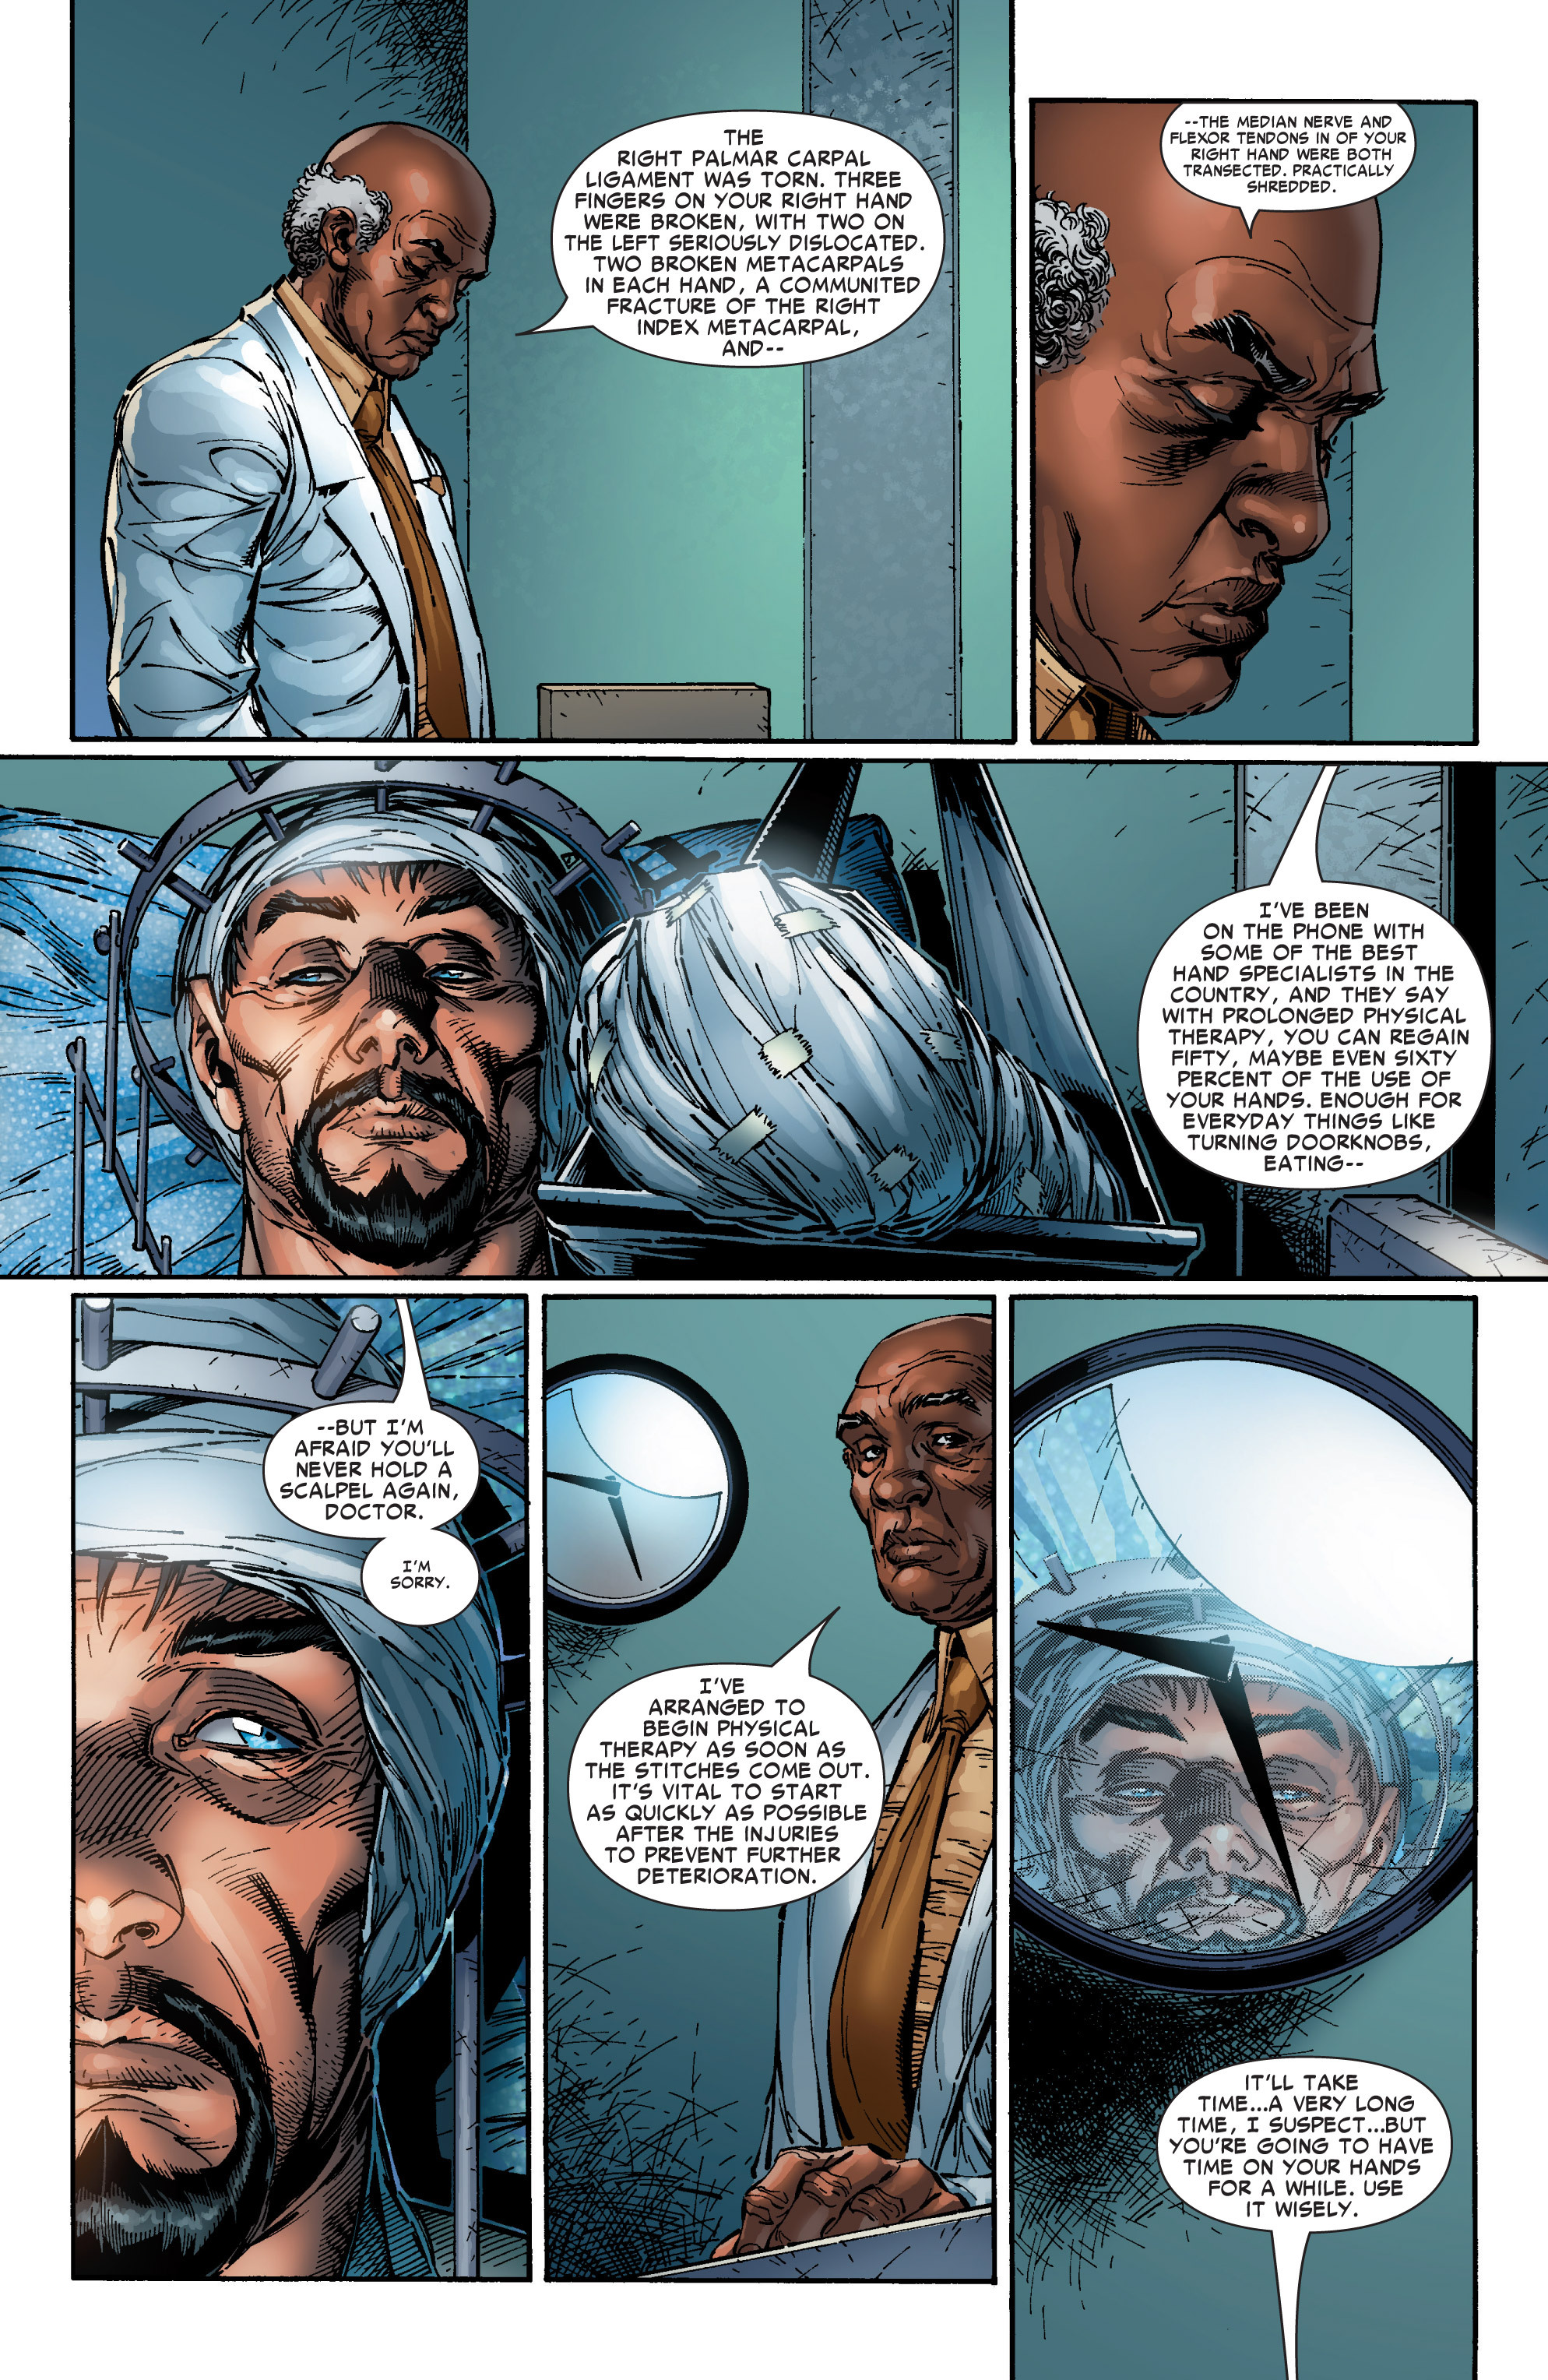 THE
RIGHT PALMAR CARPAL
LIGAMENT WAS TORN. THREE
FINGERS ON YOUR RIGHT HAND
WERE BROKEN, WITH TWO ON
THE LEFT SERIOUSLY DISLOCATED.
TWO BROKEN METACARPALS
IN EACH HAND, A COMMUNITED
FRACTURE OF THE RIGHT
INDEX METACARPAL,
AND--
--THE MEDIAN NERVE AND
FLEXOR TENDONS IN OF YOUR
RIGHT HAND WERE BOTH
TRANSECTED. PRACTICALLY
SHREDDED.
I'VE BEEN
ON THE PHONE WITH
SOME OF THE BEST
HAND SPECIALISTS IN THE
COUNTRY, AND THEY SAY
WITH PROLONGED PHYSICAL
THERAPY, YOU CAN REGAIN
FIFTY, MAYBE EVEN SIXTY
PERCENT OF THE USE OF
YOUR HANDS. ENOUGH FOR
EVERYDAY THINGS LIKE
TURNING DOORKNOBS,
EATING--
--BUT I'M
AFRAID YOU'LL
NEVER HOLD A
SCALPEL AGAIN,
DOCTOR.
I'M
SORRY.
I'VE
ARRANGED TO
BEGIN PHYSICAL
THERAPY AS SOON AS
THE STITCHES COME OUT.
IT'S VITAL TO START
AS QUICKLY AS POSSIBLE
AFTER THE INJURIES
TO PREVENT FURTHER
DETERIORATION.
IT'LL TAKE
TIME...A VERY LONG
TIME, I SUSPECT...BUT
YOU'RE GOING TO HAVE
TIME ON YOUR HANDS
FOR A WHILE. USE
IT WISELY.